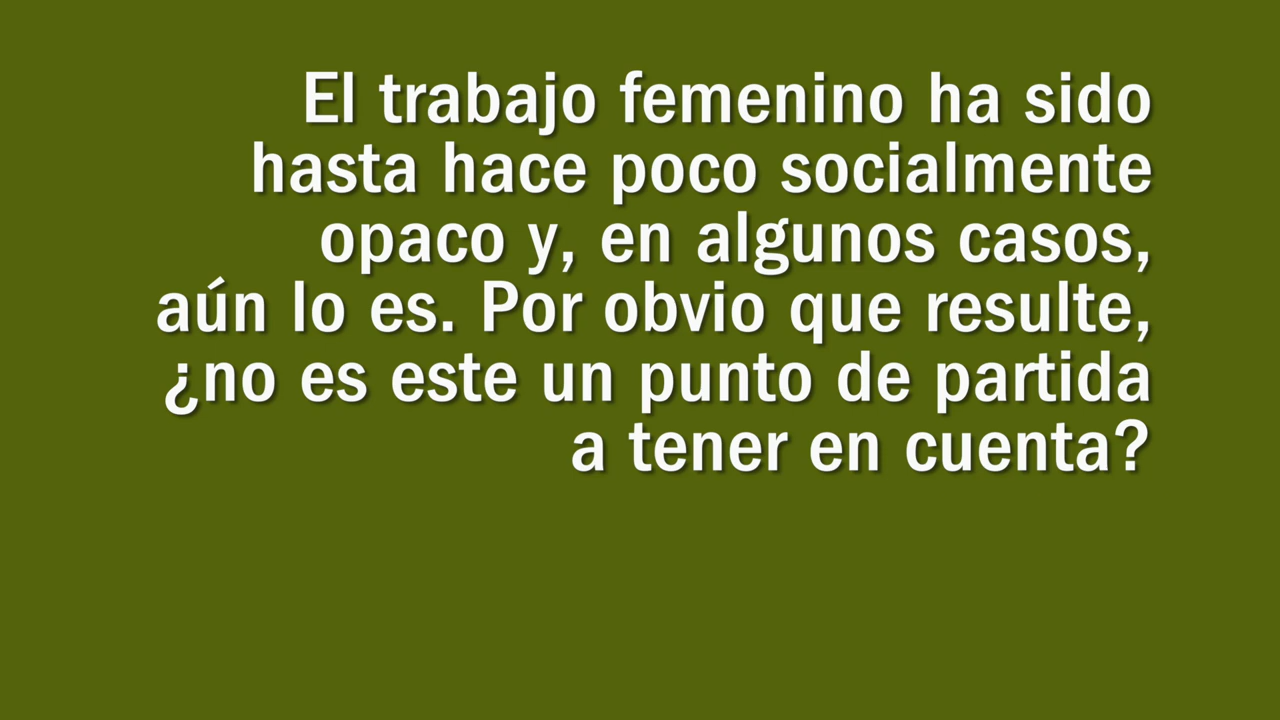 El trabajo femenino ha sido
hasta hace poco socialmente
opaco y, en algunos casos,
aún lo es. Por obvio que resulte,
¿no es este un punto de partida
a tener en cuenta?